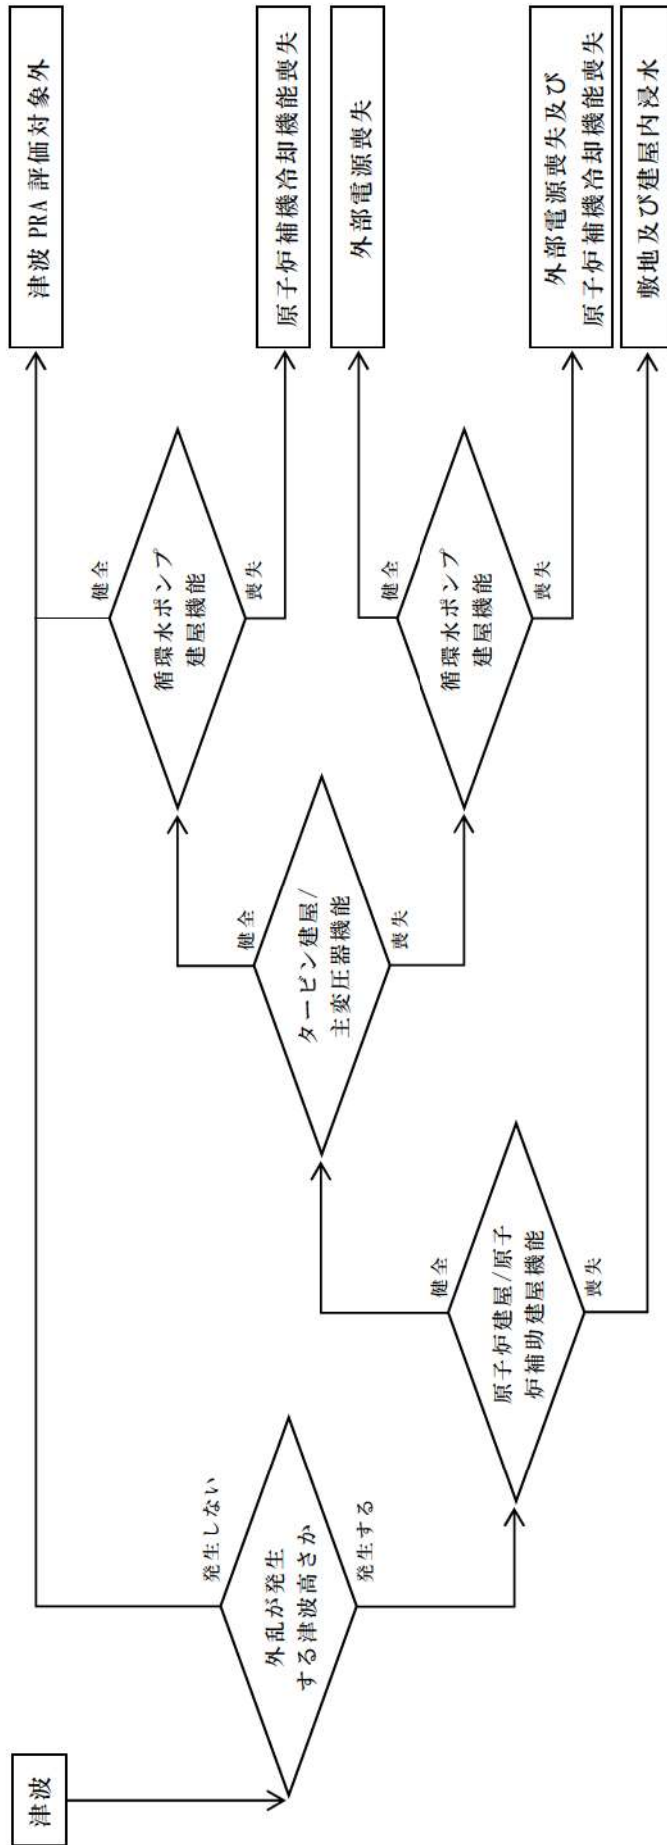 津波
外乱が発生
する津波高さか
発生しない
発生する
原子炉建屋/原子
炉補助建屋機能
健全
喪失
タービン建屋/
主変圧器機能
健全
喪失
循環水ポンプ
建屋機能
健全
喪失
循環水ポンプ
建屋機能
健全
喪失
津波 PRA 評価対象外
原子炉補機冷却機能喪失
外部電源喪失
外部電源喪失及び
原子炉補機冷却機能喪失
敷地及び建屋内浸水